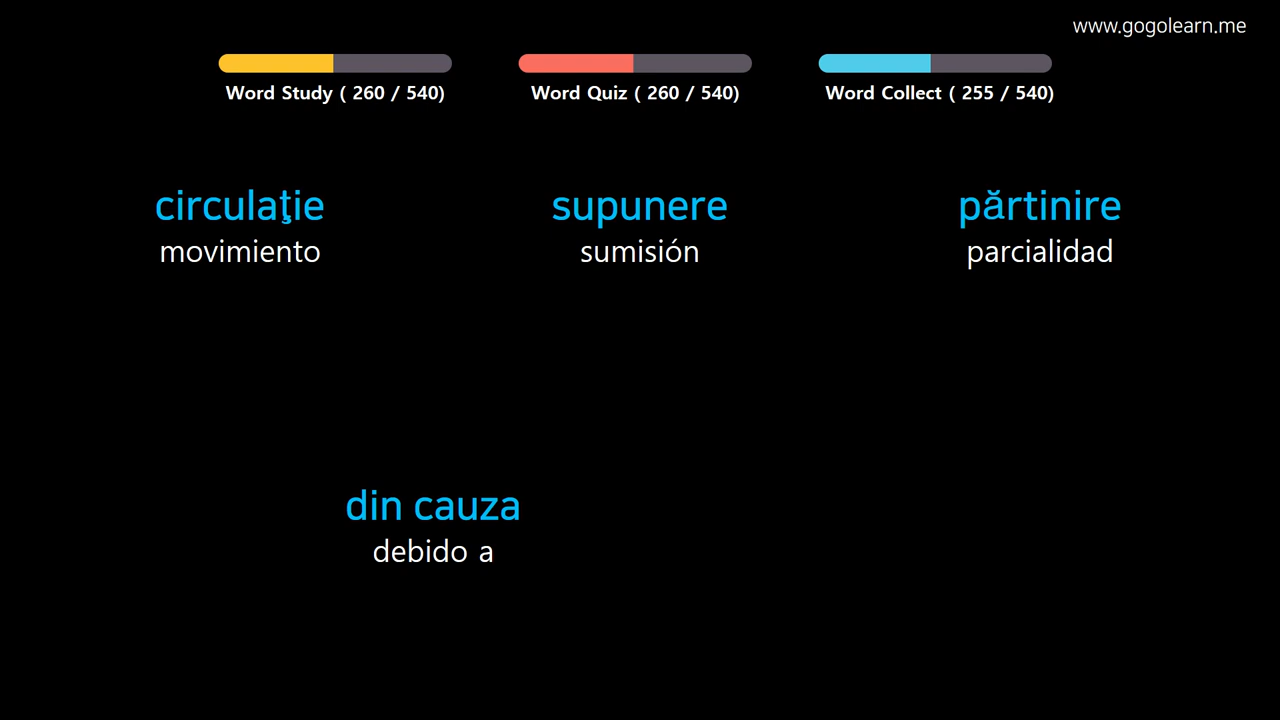 www.gogolearn.me
Word Study ( 260 / 540)
Word Quiz ( 260 / 540)
Word Collect ( 255 / 540)
circulaţie
movimiento
supunere
sumisión
părtinire
parcialidad
din cauza
debido a